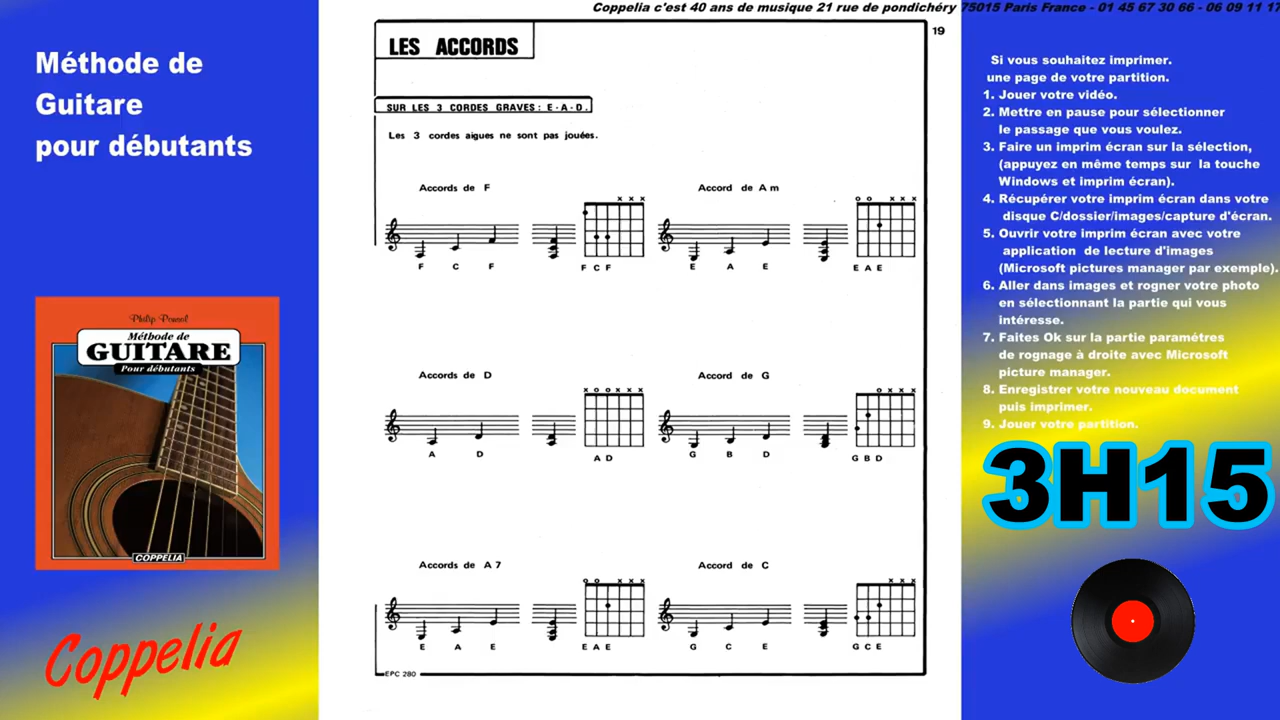 Coppelia c'est 40 ans de musique 21 rue de pondichéry 75015 Paris France - 01 45 67 30 66 - 06 09 11 17
Méthode de
Guitare
pour débutants
Philip Pensal
Méthode de
GUITARE
Pour débutants
COPPELIA
Coppelia
19
LES ACCORDS
SUR LES 3 CORDES GRAVES : E - A - D .
Les 3 cordes aigues ne sont pas jouées.
Accords de F
x x x
F C F
F C F
Accord de A m
o o x x x
E A E
E A E
Accords de D
x o o x x x
A D
A D
Accord de G
o x x x
G B D
G B D
Accords de A 7
o o x x x
E A E
E A E
Accord de C
x x x
G C E
G C E
EPC 280
Si vous souhaitez imprimer.
une page de votre partition.
1. Jouer votre vidéo.
2. Mettre en pause pour sélectionner
le passage que vous voulez.
3. Faire un imprim écran sur la sélection,
(appuyez en même temps sur la touche
Windows et imprim écran).
4. Récupérer votre imprim écran dans votre
disque C/dossier/images/capture d'écran.
5. Ouvrir votre imprim écran avec votre
application de lecture d'images
(Microsoft pictures manager par exemple).
6. Aller dans images et rogner votre photo
en sélectionnant la partie qui vous
intéresse.
7. Faites Ok sur la partie paramétres
de rognage à droite avec Microsoft
picture manager.
8. Enregistrer votre nouveau document
puis imprimer.
9. Jouer votre partition.
3H15